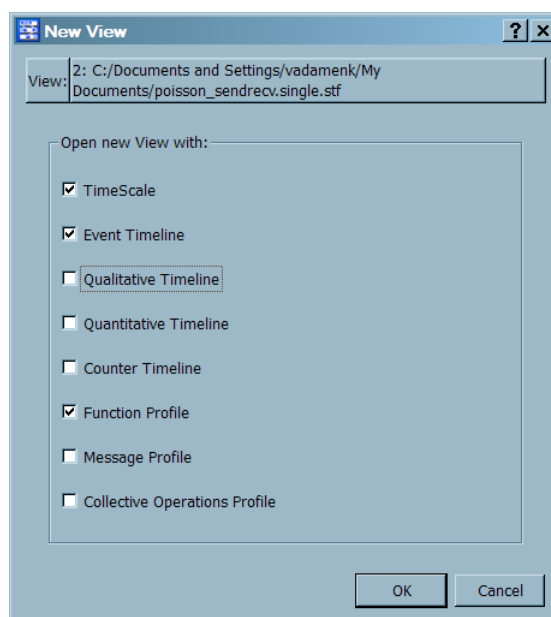 New View
View:
2: C:/Documents and Settings/vadamenk/My
Documents/poisson_sendrecv.single.stf
Open new View with:
TimeScale
Event Timeline
Qualitative Timeline
Quantitative Timeline
Counter Timeline
Function Profile
Message Profile
Collective Operations Profile
OK
Cancel